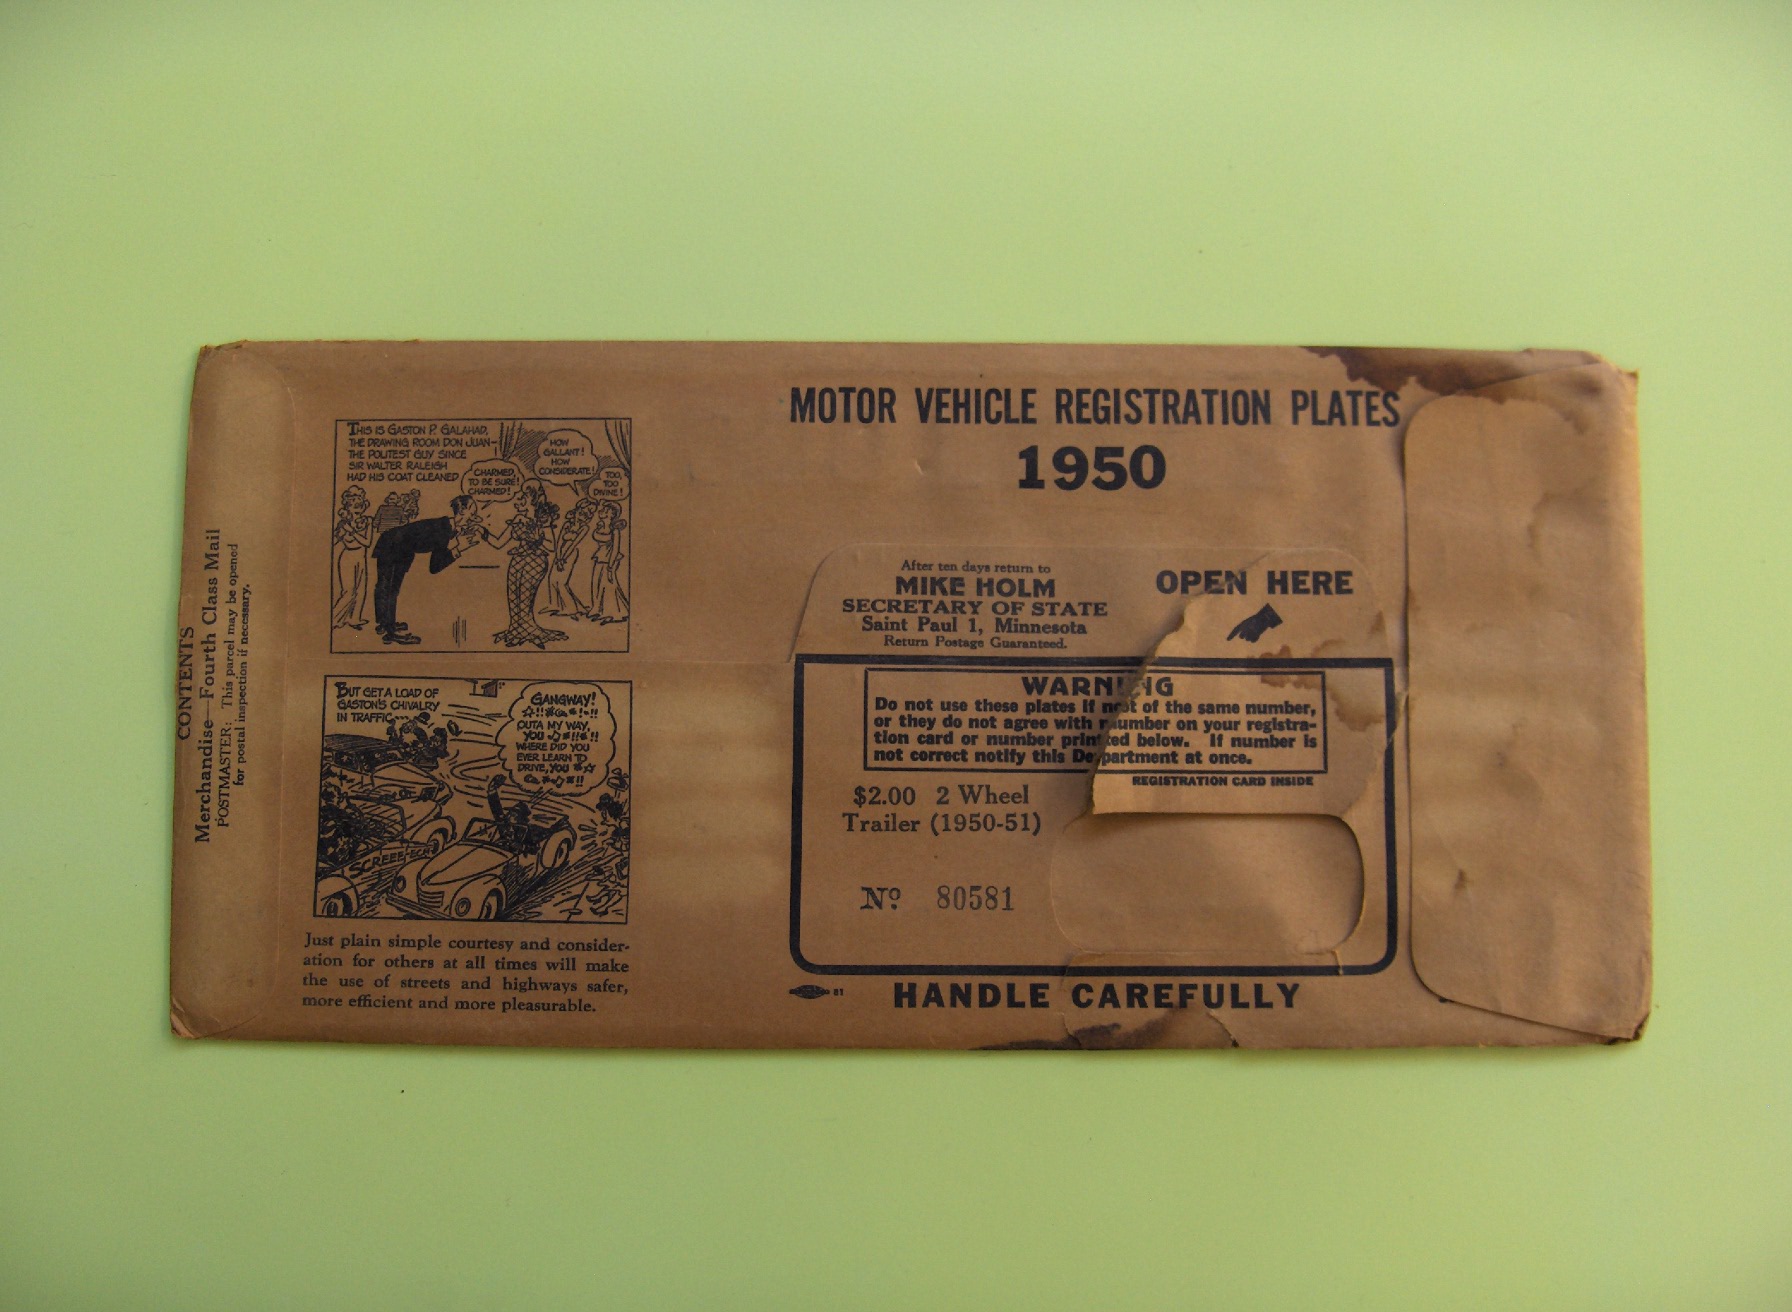 CONTENTS
Merchandise—Fourth Class Mail
POSTMASTER: This parcel may be opened
for postal inspection if necessary.
THIS IS GASTON P. GALAHAD,
THE DRAWING ROOM DON JUAN—
THE POLITEST GUY SINCE
SIR WALTER RALEIGH
HAD HIS COAT CLEANED
CHARMED,
TO BE SURE!
CHARMED!
HOW
GALLANT!
HOW
CONSIDERATE!
TOO,
TOO
DIVINE!
BUT GET A LOAD OF
GASTON'S CHIVALRY
IN TRAFFIC...
GANGWAY!
OUTA MY WAY,
YOU
WHERE DID YOU
EVER LEARN TO
DRIVE, YOU
SCREEE-ECH
Just plain simple courtesy and consider-
ation for others at all times will make
the use of streets and highways safer,
more efficient and more pleasurable.
MOTOR VEHICLE REGISTRATION PLATES
1950
After ten days return to
MIKE HOLM
SECRETARY OF STATE
Saint Paul 1, Minnesota
Return Postage Guaranteed.
OPEN HERE
WARNING
Do not use these plates if not of the same number,
or they do not agree with number on your registra-
tion card or number printed below. If number is
not correct notify this Department at once.
REGISTRATION CARD INSIDE
$2.00 2 Wheel
Trailer (1950-51)
Nº 80581
81
HANDLE CAREFULLY